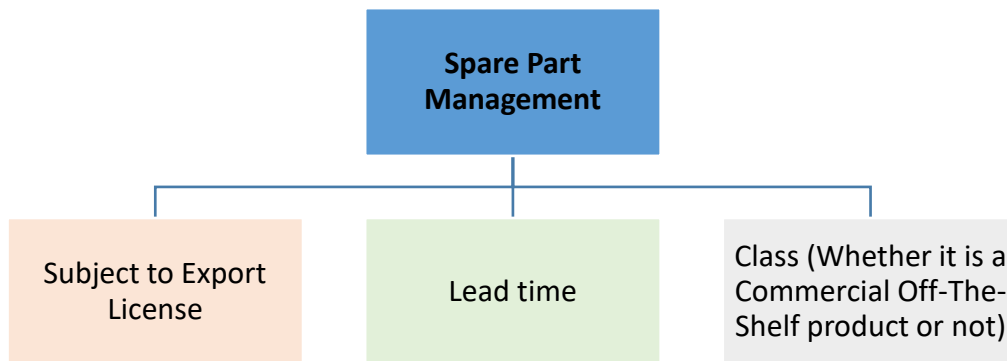 Spare Part
Management
Subject to Export
License
Lead time
Class (Whether it is a
Commercial Off-The-
Shelf product or not)